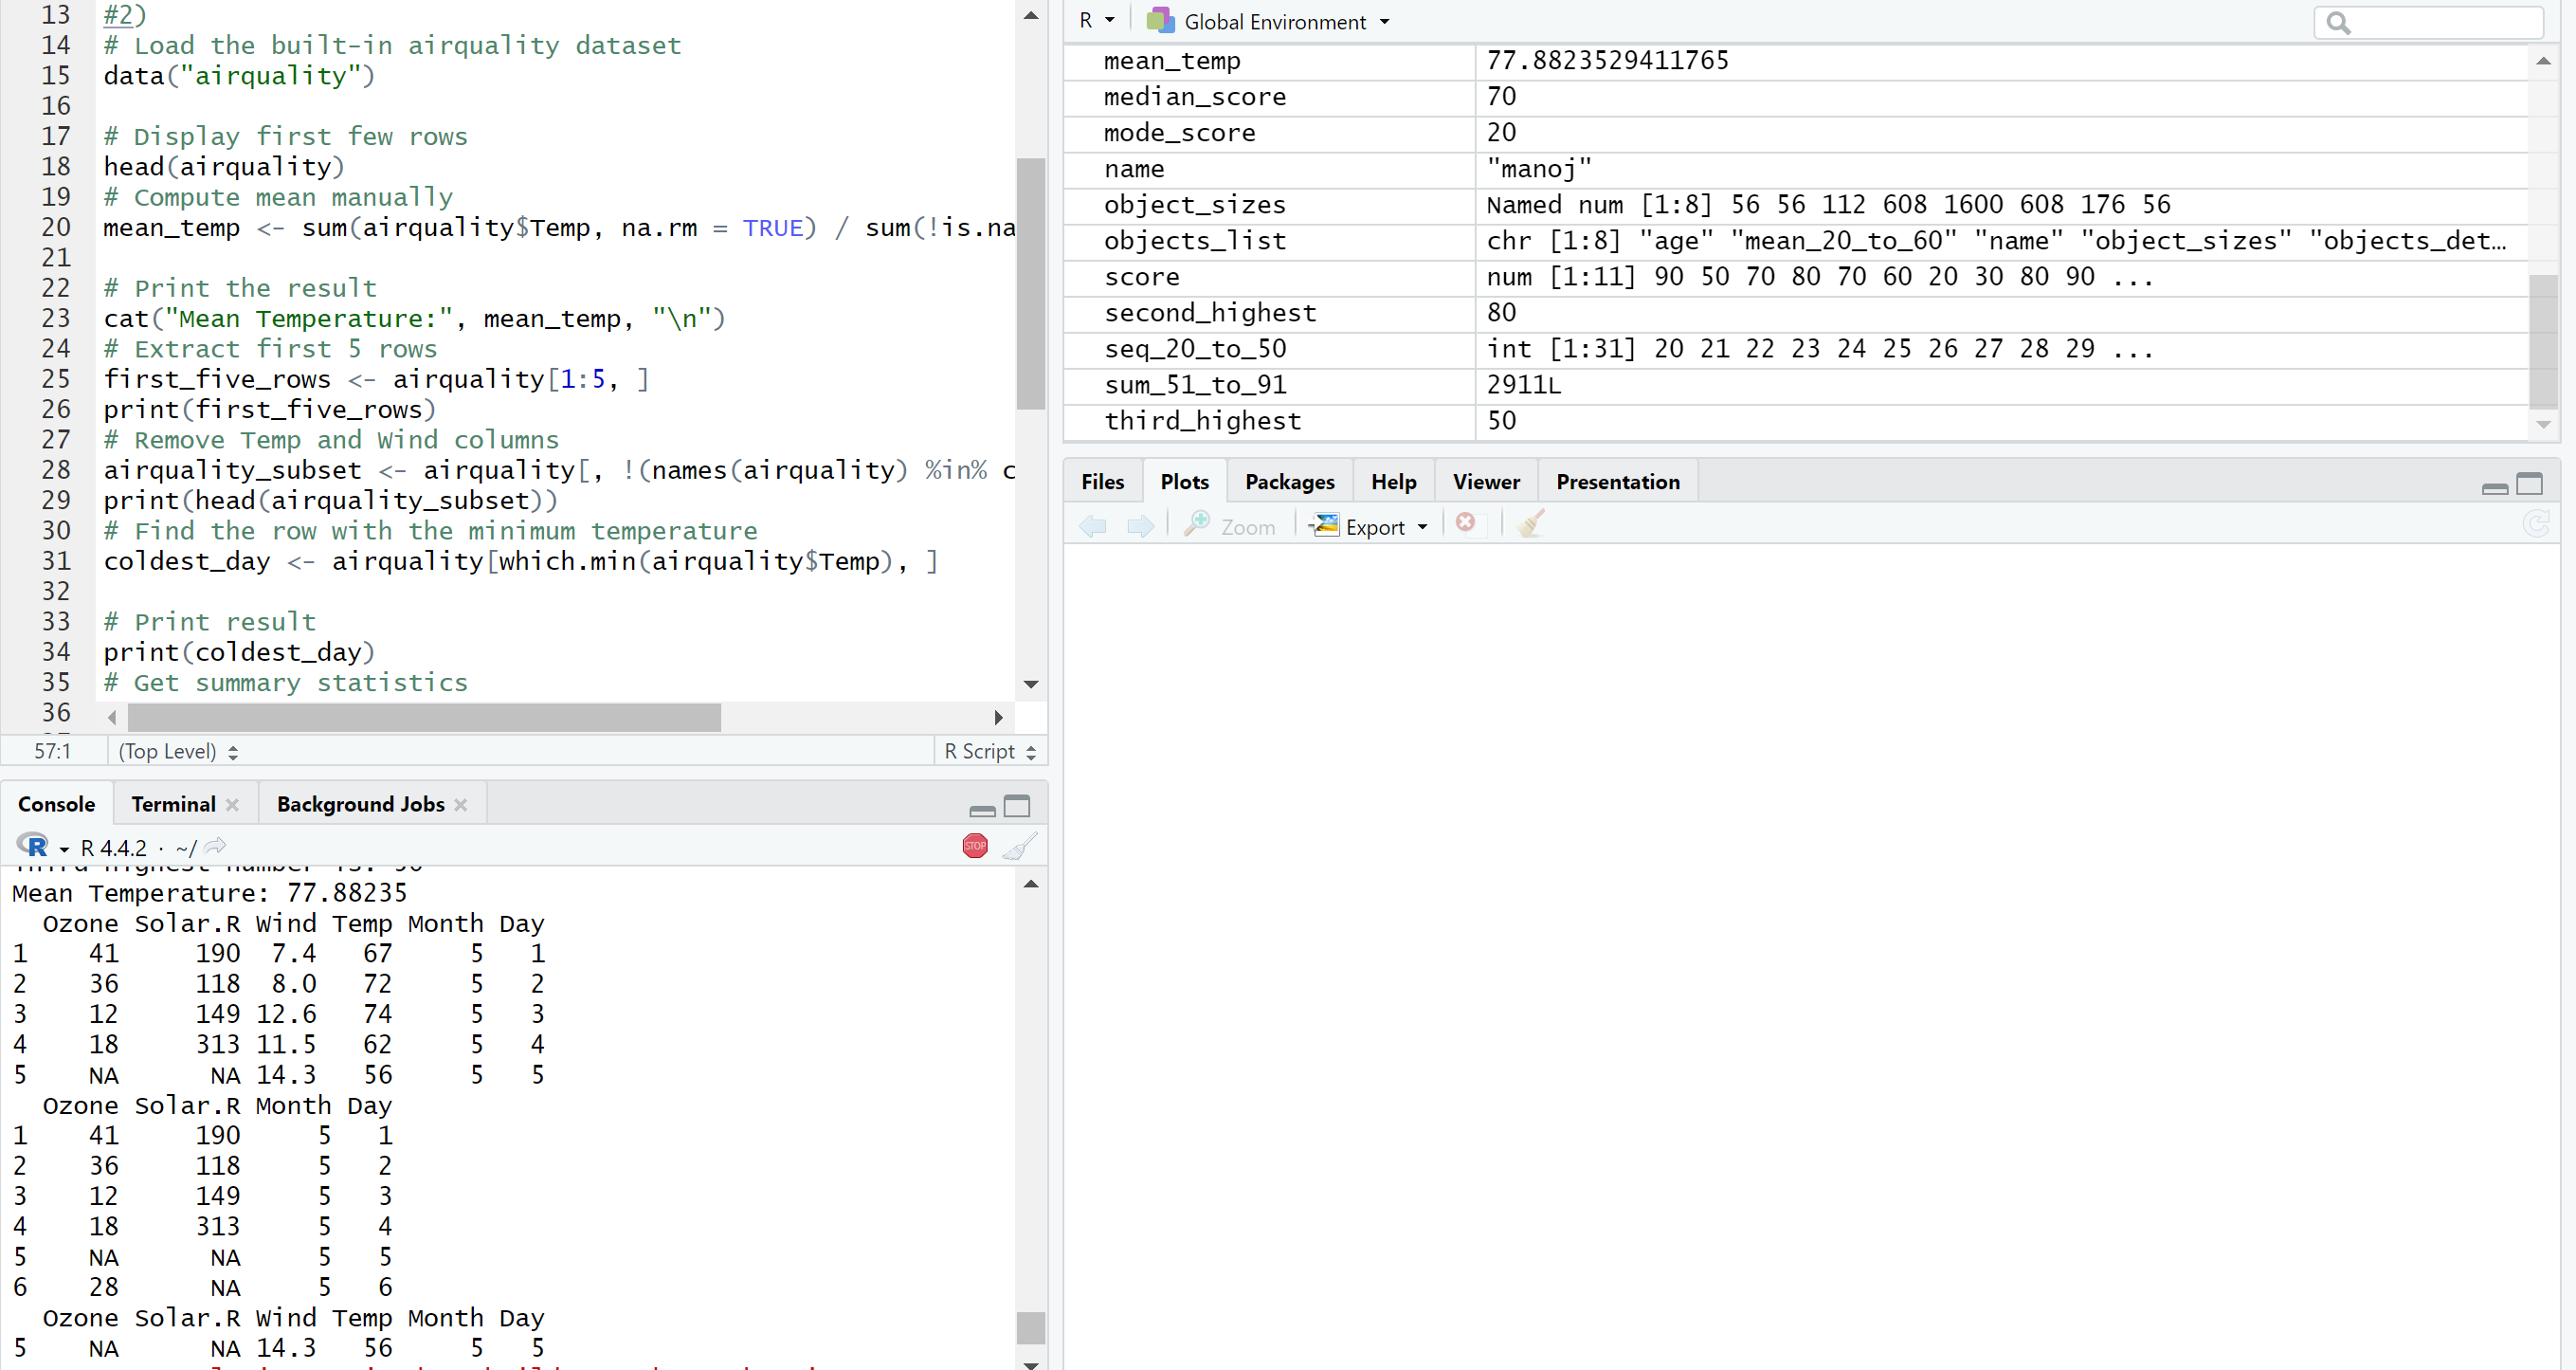 13 #2)
14 # Load the built-in airquality dataset
15 data("airquality")
16
17 # Display first few rows
18 head(airquality)
19 # Compute mean manually
20 mean_temp <- sum(airquality$Temp, na.rm = TRUE) / sum(!is.na
21
22 # Print the result
23 cat("Mean Temperature:", mean_temp, "\n")
24 # Extract first 5 rows
25 first_five_rows <- airquality[1:5, ]
26 print(first_five_rows)
27 # Remove Temp and Wind columns
28 airquality_subset <- airquality[, !(names(airquality) %in% c
29 print(head(airquality_subset))
30 # Find the row with the minimum temperature
31 coldest_day <- airquality[which.min(airquality$Temp), ]
32
33 # Print result
34 print(coldest_day)
35 # Get summary statistics
36
57:1 (Top Level) R Script
Console Terminal Background Jobs
R 4.4.2 · ~/
STOP
Third highest number is: 50
Mean Temperature: 77.88235
  Ozone Solar.R Wind Temp Month Day
1    41     190  7.4   67     5   1
2    36     118  8.0   72     5   2
3    12     149 12.6   74     5   3
4    18     313 11.5   62     5   4
5    NA      NA 14.3   56     5   5
  Ozone Solar.R Month Day
1    41     190     5   1
2    36     118     5   2
3    12     149     5   3
4    18     313     5   4
5    NA      NA     5   5
6    28      NA     5   6
  Ozone Solar.R Wind Temp Month Day
5    NA      NA 14.3   56     5   5
R Global Environment
mean_temp 77.8823529411765
median_score 70
mode_score 20
name "manoj"
object_sizes Named num [1:8] 56 56 112 608 1600 608 176 56
objects_list chr [1:8] "age" "mean_20_to_60" "name" "object_sizes" "objects_det...
score num [1:11] 90 50 70 80 70 60 20 30 80 90 ...
second_highest 80
seq_20_to_50 int [1:31] 20 21 22 23 24 25 26 27 28 29 ...
sum_51_to_91 2911L
third_highest 50
Files Plots Packages Help Viewer Presentation
Zoom Export